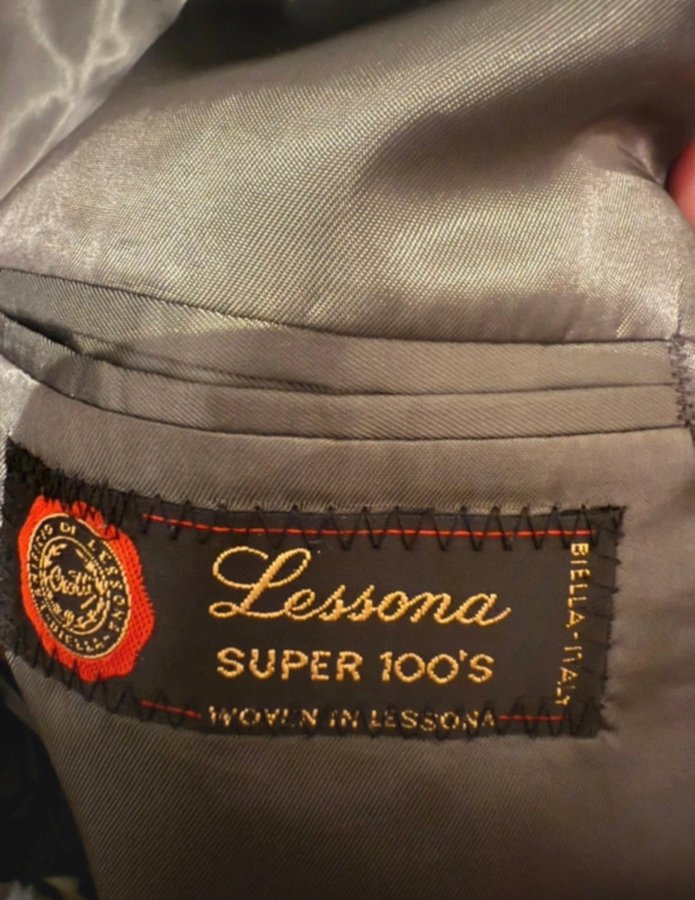 Lessona
SUPER 100'S
WOVEN IN LESSONA
BIELLA-ITALY